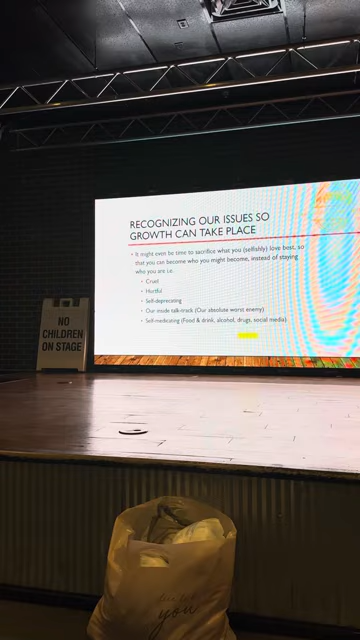 RECOGNIZING OUR ISSUES SO
GROWTH CAN TAKE PLACE
• It might even be time to sacrifice what you (selfishly) love best, so
that you can become who you might become, instead of staying
who you are i.e.
• Cruel
• Hurtful
• Self-deprecating
• Our inside talk-track (Our absolute worst enemy)
• Self-medicating (Food & drink, alcohol, drugs, social media)
NO
CHILDREN
ON STAGE
you